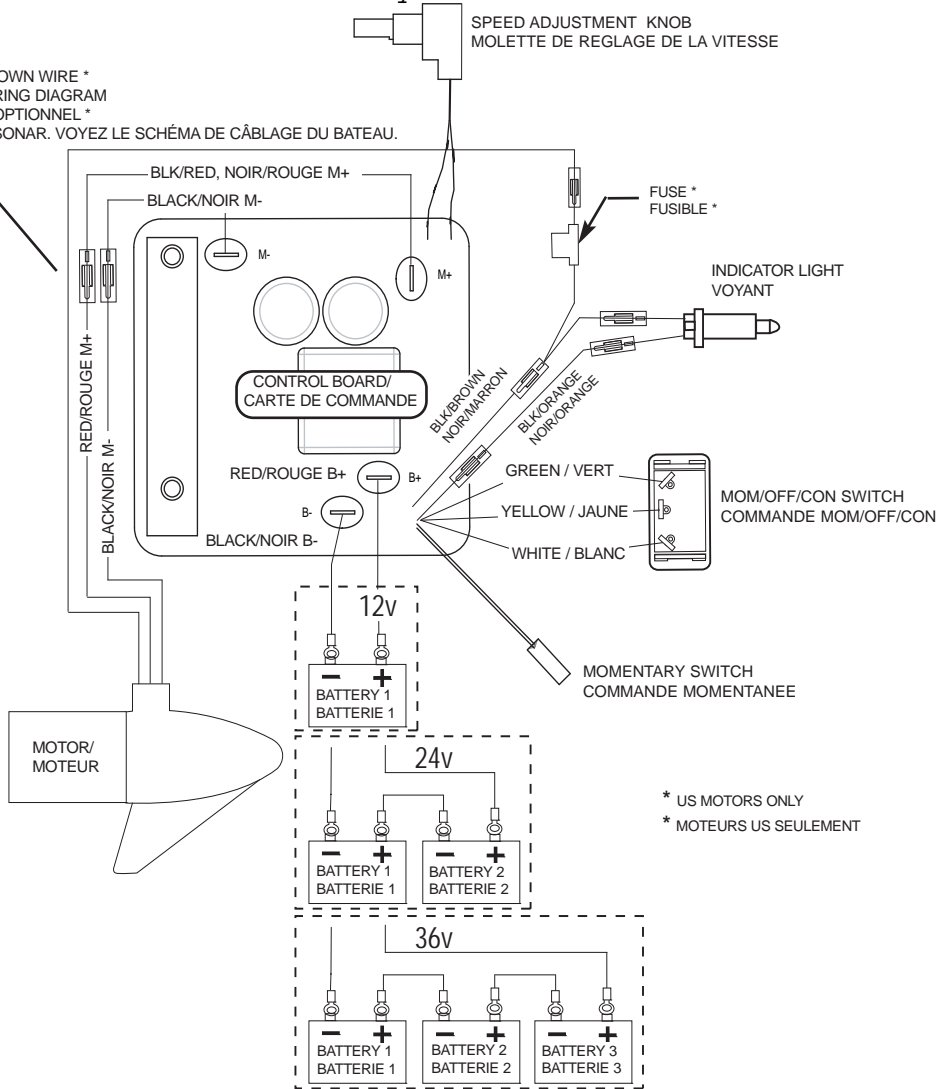 SPEED ADJUSTMENT KNOB
MOLETTE DE REGLAGE DE LA VITESSE
OWN WIRE *
RING DIAGRAM
OPTIONNEL *
SONAR. VOYEZ LE SCHÉMA DE CÂBLAGE DU BATEAU.
BLK/RED, NOIR/ROUGE M+
BLACK/NOIR M-
FUSE *
FUSIBLE *
M-
M+
INDICATOR LIGHT
VOYANT
RED/ROUGE M+
BLACK/NOIR M-
CONTROL BOARD/
CARTE DE COMMANDE
BLK/BROWN
NOIR/MARRON
BLK/ORANGE
NOIR/ORANGE
RED/ROUGE B+
B+
B-
BLACK/NOIR B-
GREEN / VERT
YELLOW / JAUNE
WHITE / BLANC
MOM/OFF/CON SWITCH
COMMANDE MOM/OFF/CON
12v
BATTERY 1
BATTERIE 1
MOMENTARY SWITCH
COMMANDE MOMENTANEE
MOTOR/
MOTEUR
24v
BATTERY 1
BATTERIE 1
BATTERY 2
BATTERIE 2
* US MOTORS ONLY
* MOTEURS US SEULEMENT
36v
BATTERY 1
BATTERIE 1
BATTERY 2
BATTERIE 2
BATTERY 3
BATTERIE 3